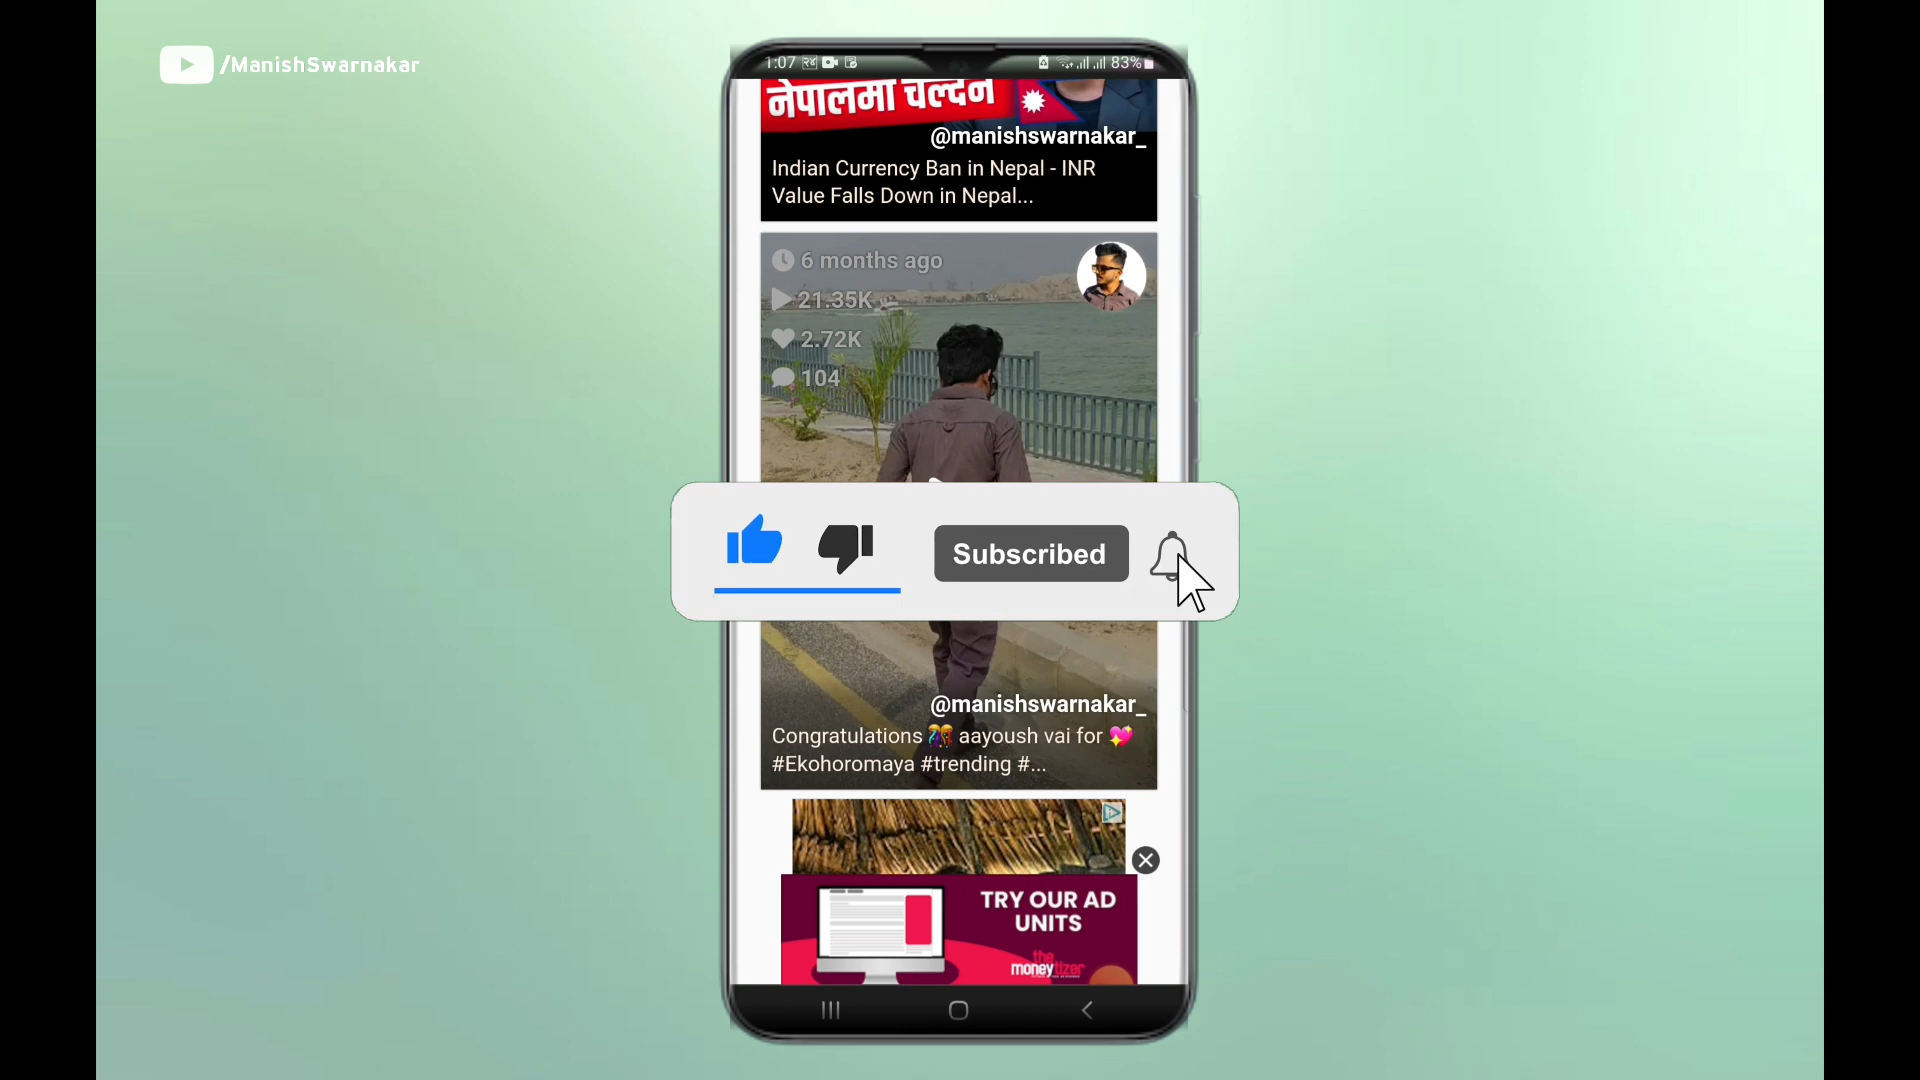 /ManishSwarnakar
1:07
83%
नेपालमा चल्दैन
@manishswarnakar_
Indian Currency Ban in Nepal - INR
Value Falls Down in Nepal...
6 months ago
21.35K
2.72K
104
Subscribed
@manishswarnakar_
Congratulations 🎊 aayoush vai for 💖
#Ekohoromaya #trending #...
TRY OUR AD
UNITS
the
moneytizer